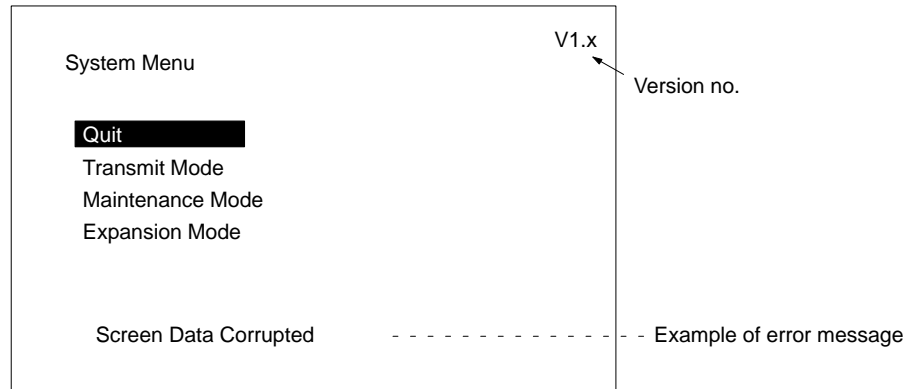 V1.x
System Menu
Version no.
Quit
Transmit Mode
Maintenance Mode
Expansion Mode
Screen Data Corrupted
Example of error message